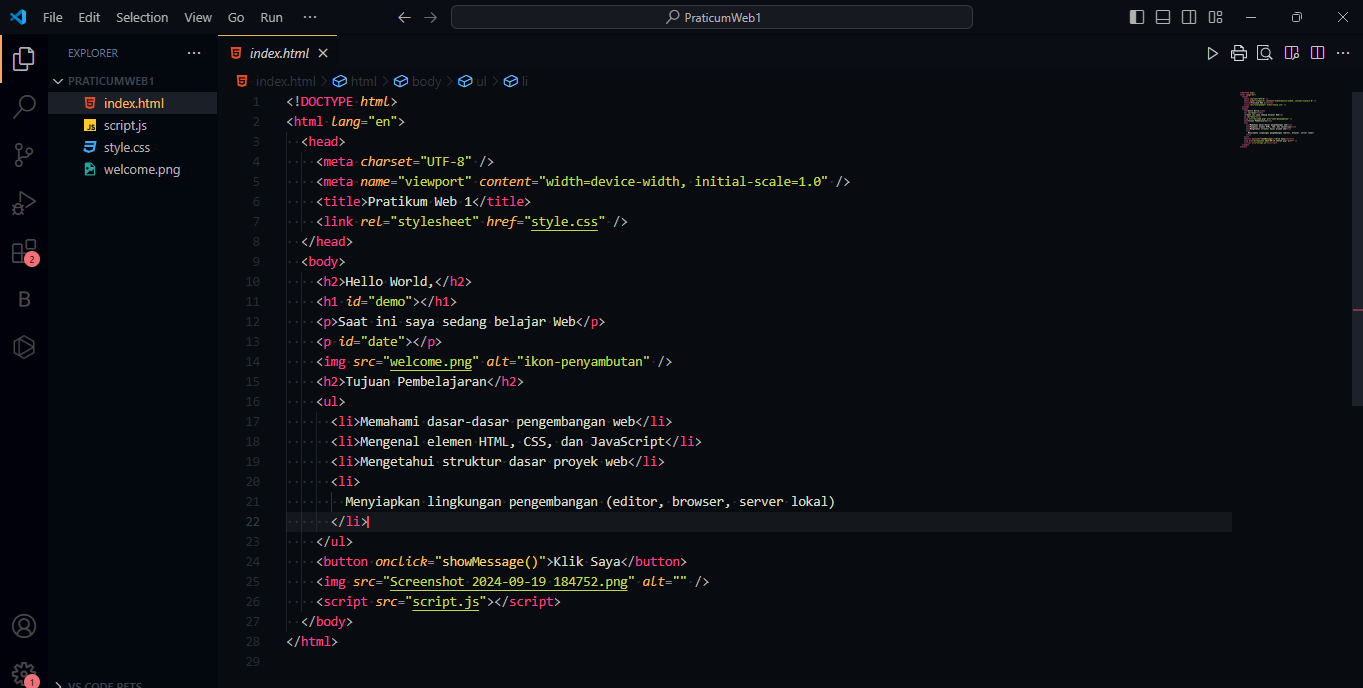 File Edit Selection View Go Run ··· PraticumWeb1
EXPLORER ···
PRATICUMWEB1
index.html
script.js
style.css
welcome.png
VS CODE PETS
2
B
1
index.html
index.html > html > body > ul > li
1 <!DOCTYPE html>
2 <html lang="en">
3 <head>
4 <meta charset="UTF-8" />
5 <meta name="viewport" content="width=device-width, initial-scale=1.0" />
6 <title>Pratikum Web 1</title>
7 <link rel="stylesheet" href="style.css" />
8 </head>
9 <body>
10 <h2>Hello World,</h2>
11 <h1 id="demo"></h1>
12 <p>Saat ini saya sedang belajar Web</p>
13 <p id="date"></p>
14 <img src="welcome.png" alt="ikon-penyambutan" />
15 <h2>Tujuan Pembelajaran</h2>
16 <ul>
17 <li>Memahami dasar-dasar pengembangan web</li>
18 <li>Mengenal elemen HTML, CSS, dan JavaScript</li>
19 <li>Mengetahui struktur dasar proyek web</li>
20 <li>
21 Menyiapkan lingkungan pengembangan (editor, browser, server lokal)
22 </li>
23 </ul>
24 <button onclick="showMessage()">Klik Saya</button>
25 <img src="Screenshot 2024-09-19 184752.png" alt="" />
26 <script src="script.js"></script>
27 </body>
28 </html>
29